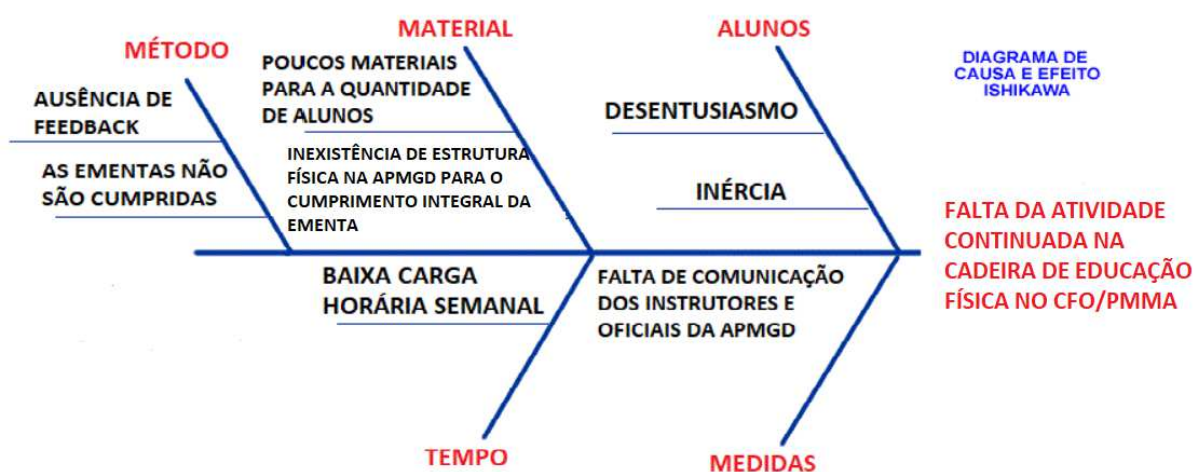 MÉTODO
AUSÊNCIA DE
FEEDBACK
AS EMENTAS NÃO
SÃO CUMPRIDAS
MATERIAL
POUCOS MATERIAIS
PARA A QUANTIDADE
DE ALUNOS
INEXISTÊNCIA DE ESTRUTURA
FÍSICA NA APMGD PARA O
CUMPRIMENTO INTEGRAL DA
EMENTA
ALUNOS
DESENTUSIASMO
INÉRCIA
DIAGRAMA DE
CAUSA E EFEITO
ISHIKAWA
FALTA DA ATIVIDADE
CONTINUADA NA
CADEIRA DE EDUCAÇÃO
FÍSICA NO CFO/PMMA
BAIXA CARGA
HORÁRIA SEMANAL
TEMPO
FALTA DE COMUNICAÇÃO
DOS INSTRUTORES E
OFICIAIS DA APMGD
MEDIDAS